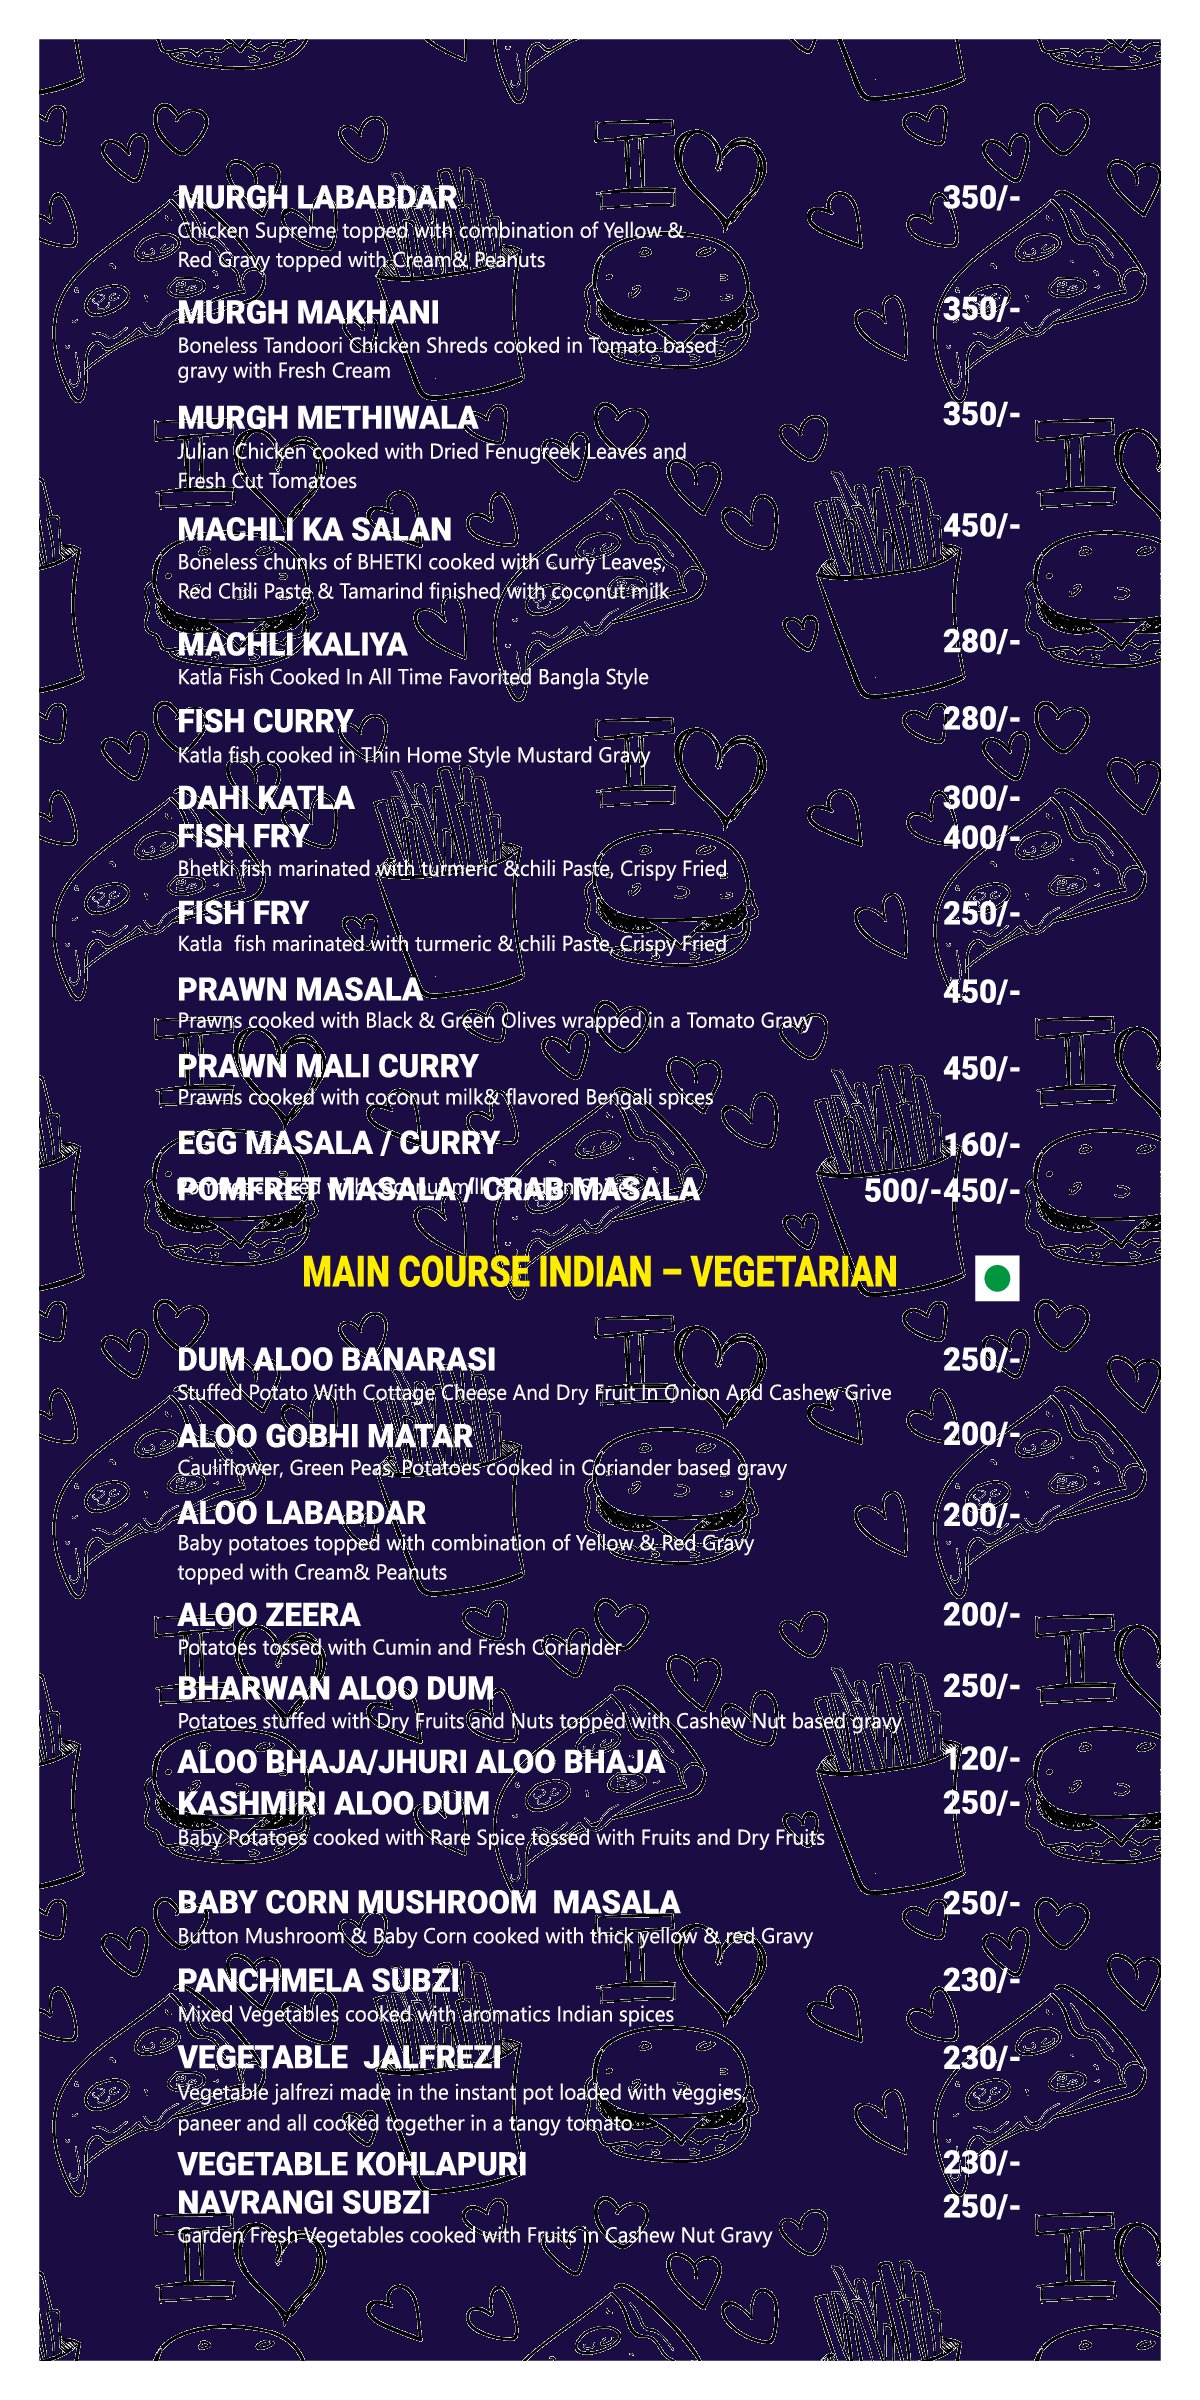 MURGH LABABDAR 350/-
Chicken Supreme topped with combination of Yellow &
Red Gravy topped with Cream& Peanuts
MURGH MAKHANI 350/-
Boneless Tandoori Chicken Shreds cooked in Tomato based
gravy with Fresh Cream
MURGH METHIWALA 350/-
Julian Chicken cooked with Dried Fenugreek Leaves and
Fresh Cut Tomatoes
MACHLI KA SALAN 450/-
Boneless chunks of BHETKI cooked with Curry Leaves,
Red Chili Paste & Tamarind finished with coconut milk
MACHLI KALIYA 280/-
Katla Fish Cooked In All Time Favorited Bangla Style
FISH CURRY 280/-
Katla fish cooked in Thin Home Style Mustard Gravy
DAHI KATLA 300/-
FISH FRY 400/-
Bhetki fish marinated with turmeric &chili Paste, Crispy Fried
FISH FRY 250/-
Katla fish marinated with turmeric & chili Paste, Crispy Fried
PRAWN MASALA 450/-
Prawns cooked with Black & Green Olives wrapped in a Tomato Gravy
PRAWN MALI CURRY 450/-
Prawns cooked with coconut milk& flavored Bengali spices
EGG MASALA / CURRY 160/-
POMFRET MASALA / CRAB MASALA 500/-450/-
MAIN COURSE INDIAN – VEGETARIAN
DUM ALOO BANARASI 250/-
Stuffed Potato With Cottage Cheese And Dry Fruit In Onion And Cashew Grive
ALOO GOBHI MATAR 200/-
Cauliflower, Green Peas, Potatoes cooked in Coriander based gravy
ALOO LABABDAR 200/-
Baby potatoes topped with combination of Yellow & Red Gravy
topped with Cream& Peanuts
ALOO ZEERA 200/-
Potatoes tossed with Cumin and Fresh Coriander
BHARWAN ALOO DUM 250/-
Potatoes stuffed with Dry Fruits and Nuts topped with Cashew Nut based gravy
ALOO BHAJA/JHURI ALOO BHAJA 120/-
KASHMIRI ALOO DUM 250/-
Baby Potatoes cooked with Rare Spice tossed with Fruits and Dry Fruits
BABY CORN MUSHROOM MASALA 250/-
Button Mushroom & Baby Corn cooked with thick yellow & red Gravy
PANCHMELA SUBZI 230/-
Mixed Vegetables cooked with aromatics Indian spices
VEGETABLE JALFREZI 230/-
Vegetable jalfrezi made in the instant pot loaded with veggies,
paneer and all cooked together in a tangy tomato
VEGETABLE KOHLAPURI 230/-
NAVRANGI SUBZI 250/-
Garden Fresh Vegetables cooked with Fruits in Cashew Nut Gravy